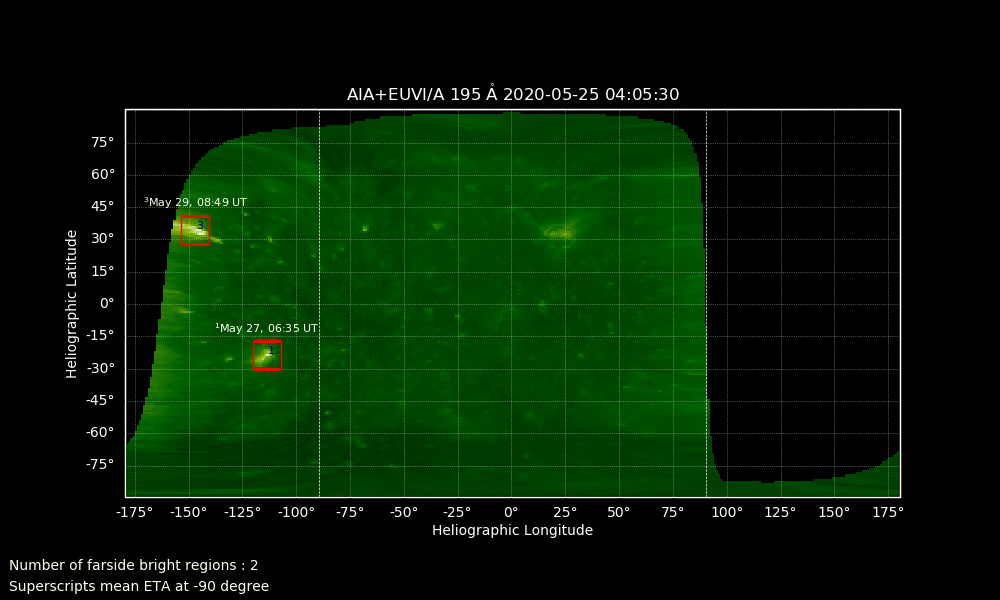 AIA+EUVI/A 195 Å 2020-05-25 04:05:30
75°
60°
45°
30°
15°
0°
-15°
-30°
-45°
-60°
-75°
Heliographic Latitude
³May 29, 08:49 UT
3
¹May 27, 06:35 UT
1
-175° -150° -125° -100° -75° -50° -25° 0° 25° 50° 75° 100° 125° 150° 175°
Heliographic Longitude
Number of farside bright regions : 2
Superscripts mean ETA at -90 degree